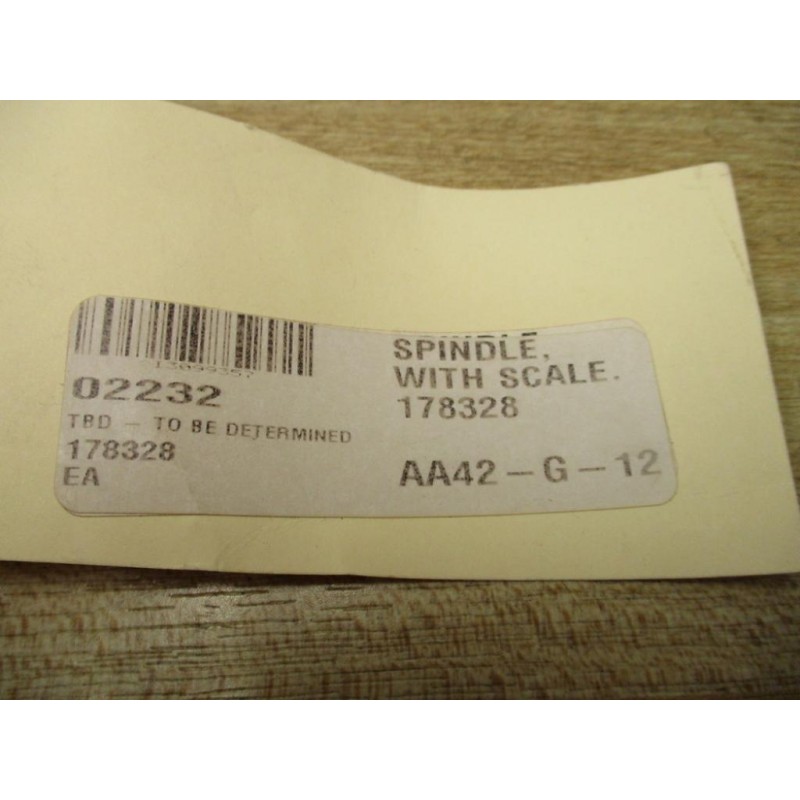 02232
TBD - TO BE DETERMINED
178328
EA
SPINDLE,
WITH SCALE.
178328
AA42-G-12